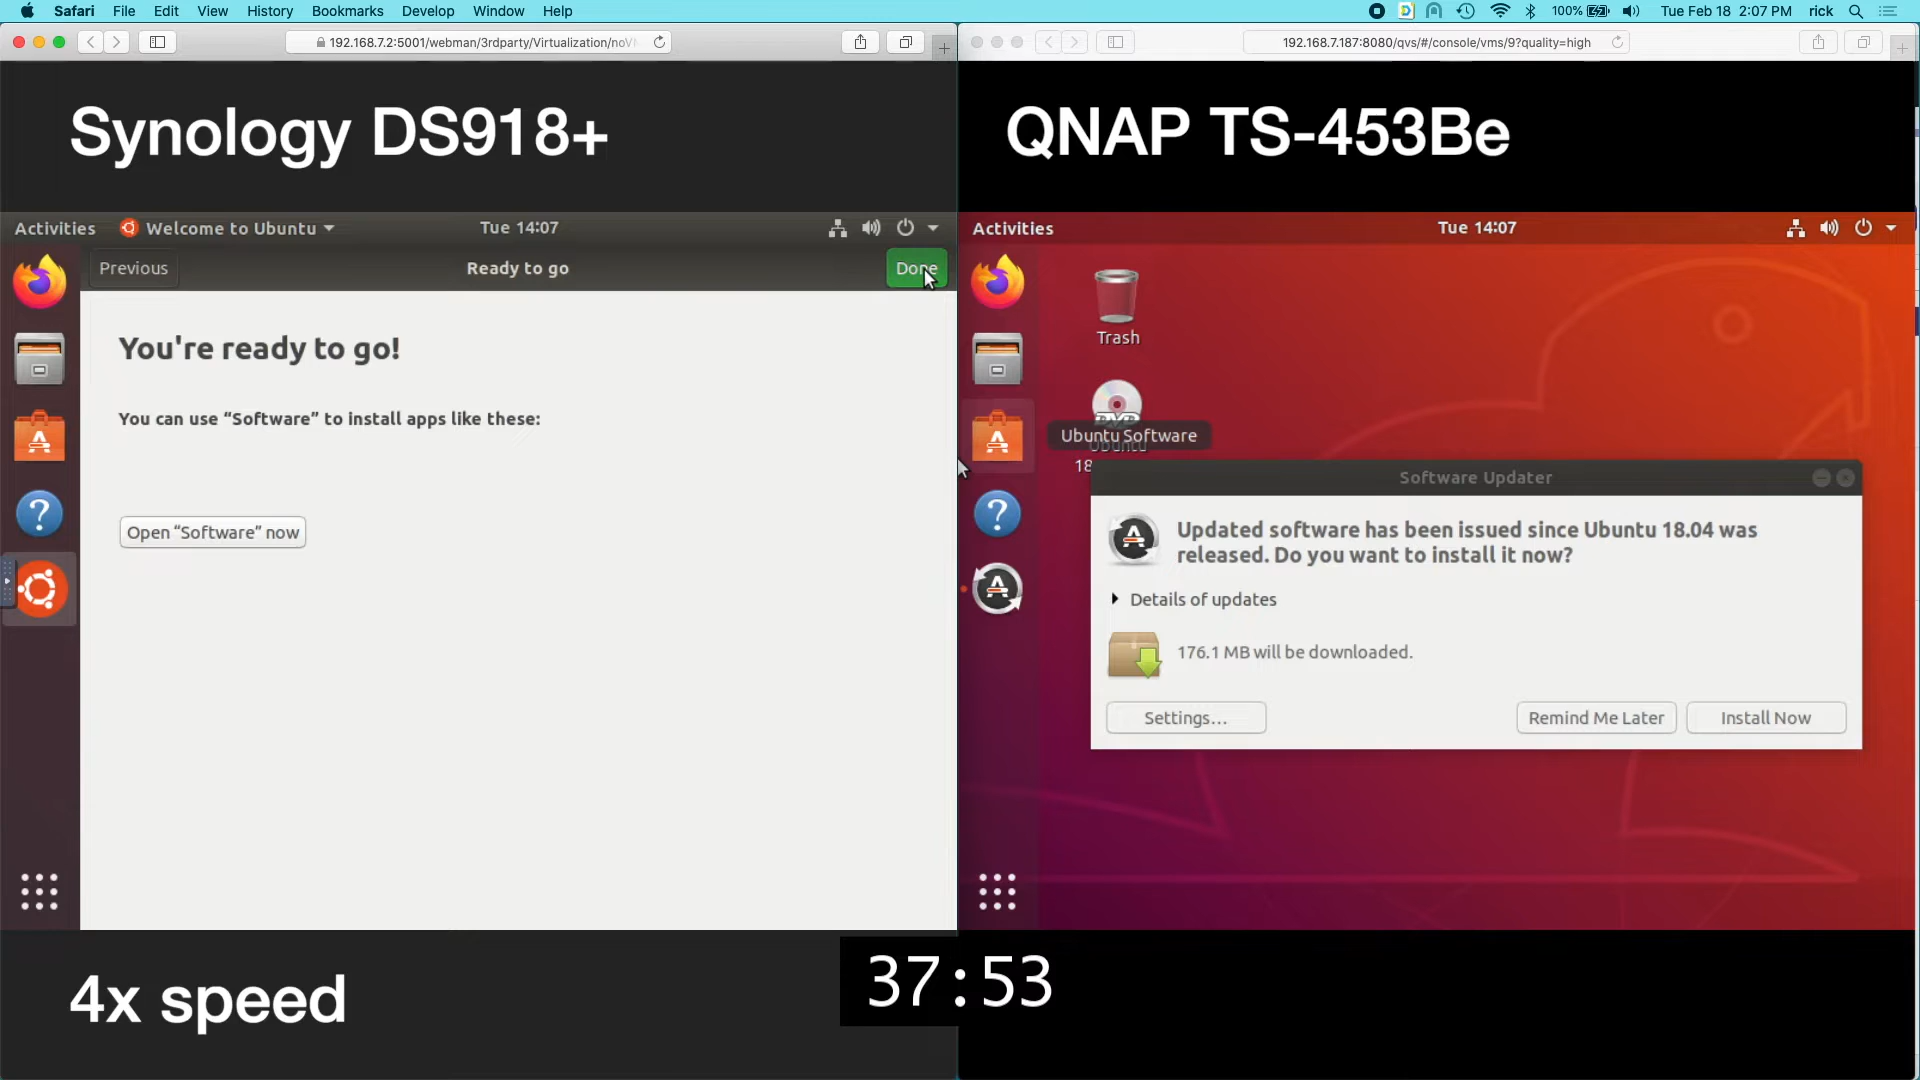 Safari File Edit View History Bookmarks Develop Window Help
100% Tue Feb 18 2:07 PM rick
192.168.7.2:5001/webman/3rdparty/Virtualization/noV
192.168.7.187:8080/qvs/#/console/vms/9?quality=high
Synology DS918+
QNAP TS-453Be
Activities Welcome to Ubuntu Tue 14:07
Previous Ready to go Done
You're ready to go!
You can use “Software” to install apps like these:
Open “Software” now
Activities Tue 14:07
Trash
DVD
Ubuntu Software
Ubuntu
18
Software Updater
Updated software has been issued since Ubuntu 18.04 was
released. Do you want to install it now?
Details of updates
176.1 MB will be downloaded.
Settings... Remind Me Later Install Now
4x speed
37:53